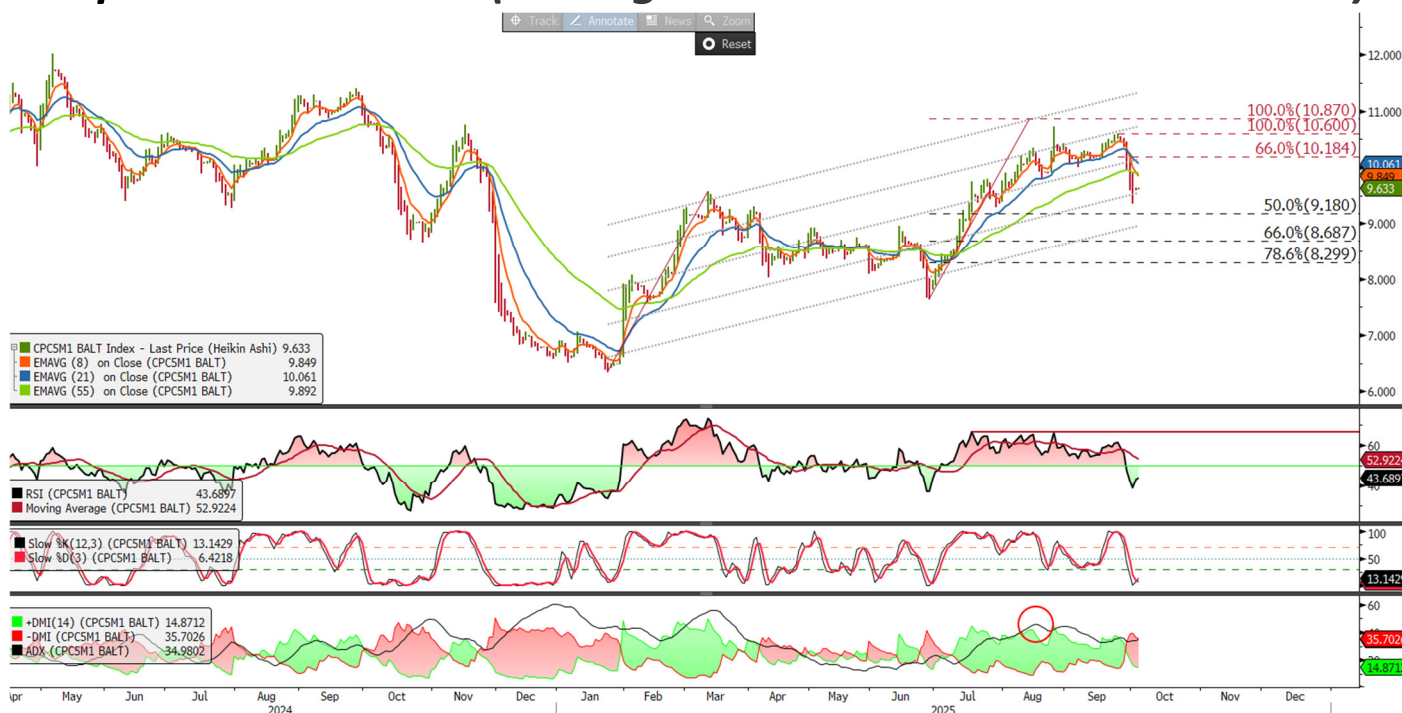 Track Annotate News Zoom
Reset
12.000
11.000
9.000
8.000
7.000
6.000
100.0%(10.870)
100.0%(10.600)
66.0%(10.184)
10.061
9.849
9.633
50.0%(9.180)
66.0%(8.687)
78.6%(8.299)
CPC5M1 BALT Index - Last Price (Heikin Ashi) 9.633
EMAVG (8) on Close (CPC5M1 BALT) 9.849
EMAVG (21) on Close (CPC5M1 BALT) 10.061
EMAVG (55) on Close (CPC5M1 BALT) 9.892
60
52.9224
43.689
RSI (CPC5M1 BALT) 43.6897
Moving Average (CPC5M1 BALT) 52.9224
100
50
13.1429
Slow %K(12,3) (CPC5M1 BALT) 13.1429
Slow %D(3) (CPC5M1 BALT) 6.4218
60
35.7026
14.8712
+DMI(14) (CPC5M1 BALT) 14.8712
-DMI (CPC5M1 BALT) 35.7026
ADX (CPC5M1 BALT) 34.9802
Apr May Jun Jul Aug Sep Oct Nov Dec Jan Feb Mar Apr May Jun Jul Aug Sep Oct Nov Dec
2024 2025